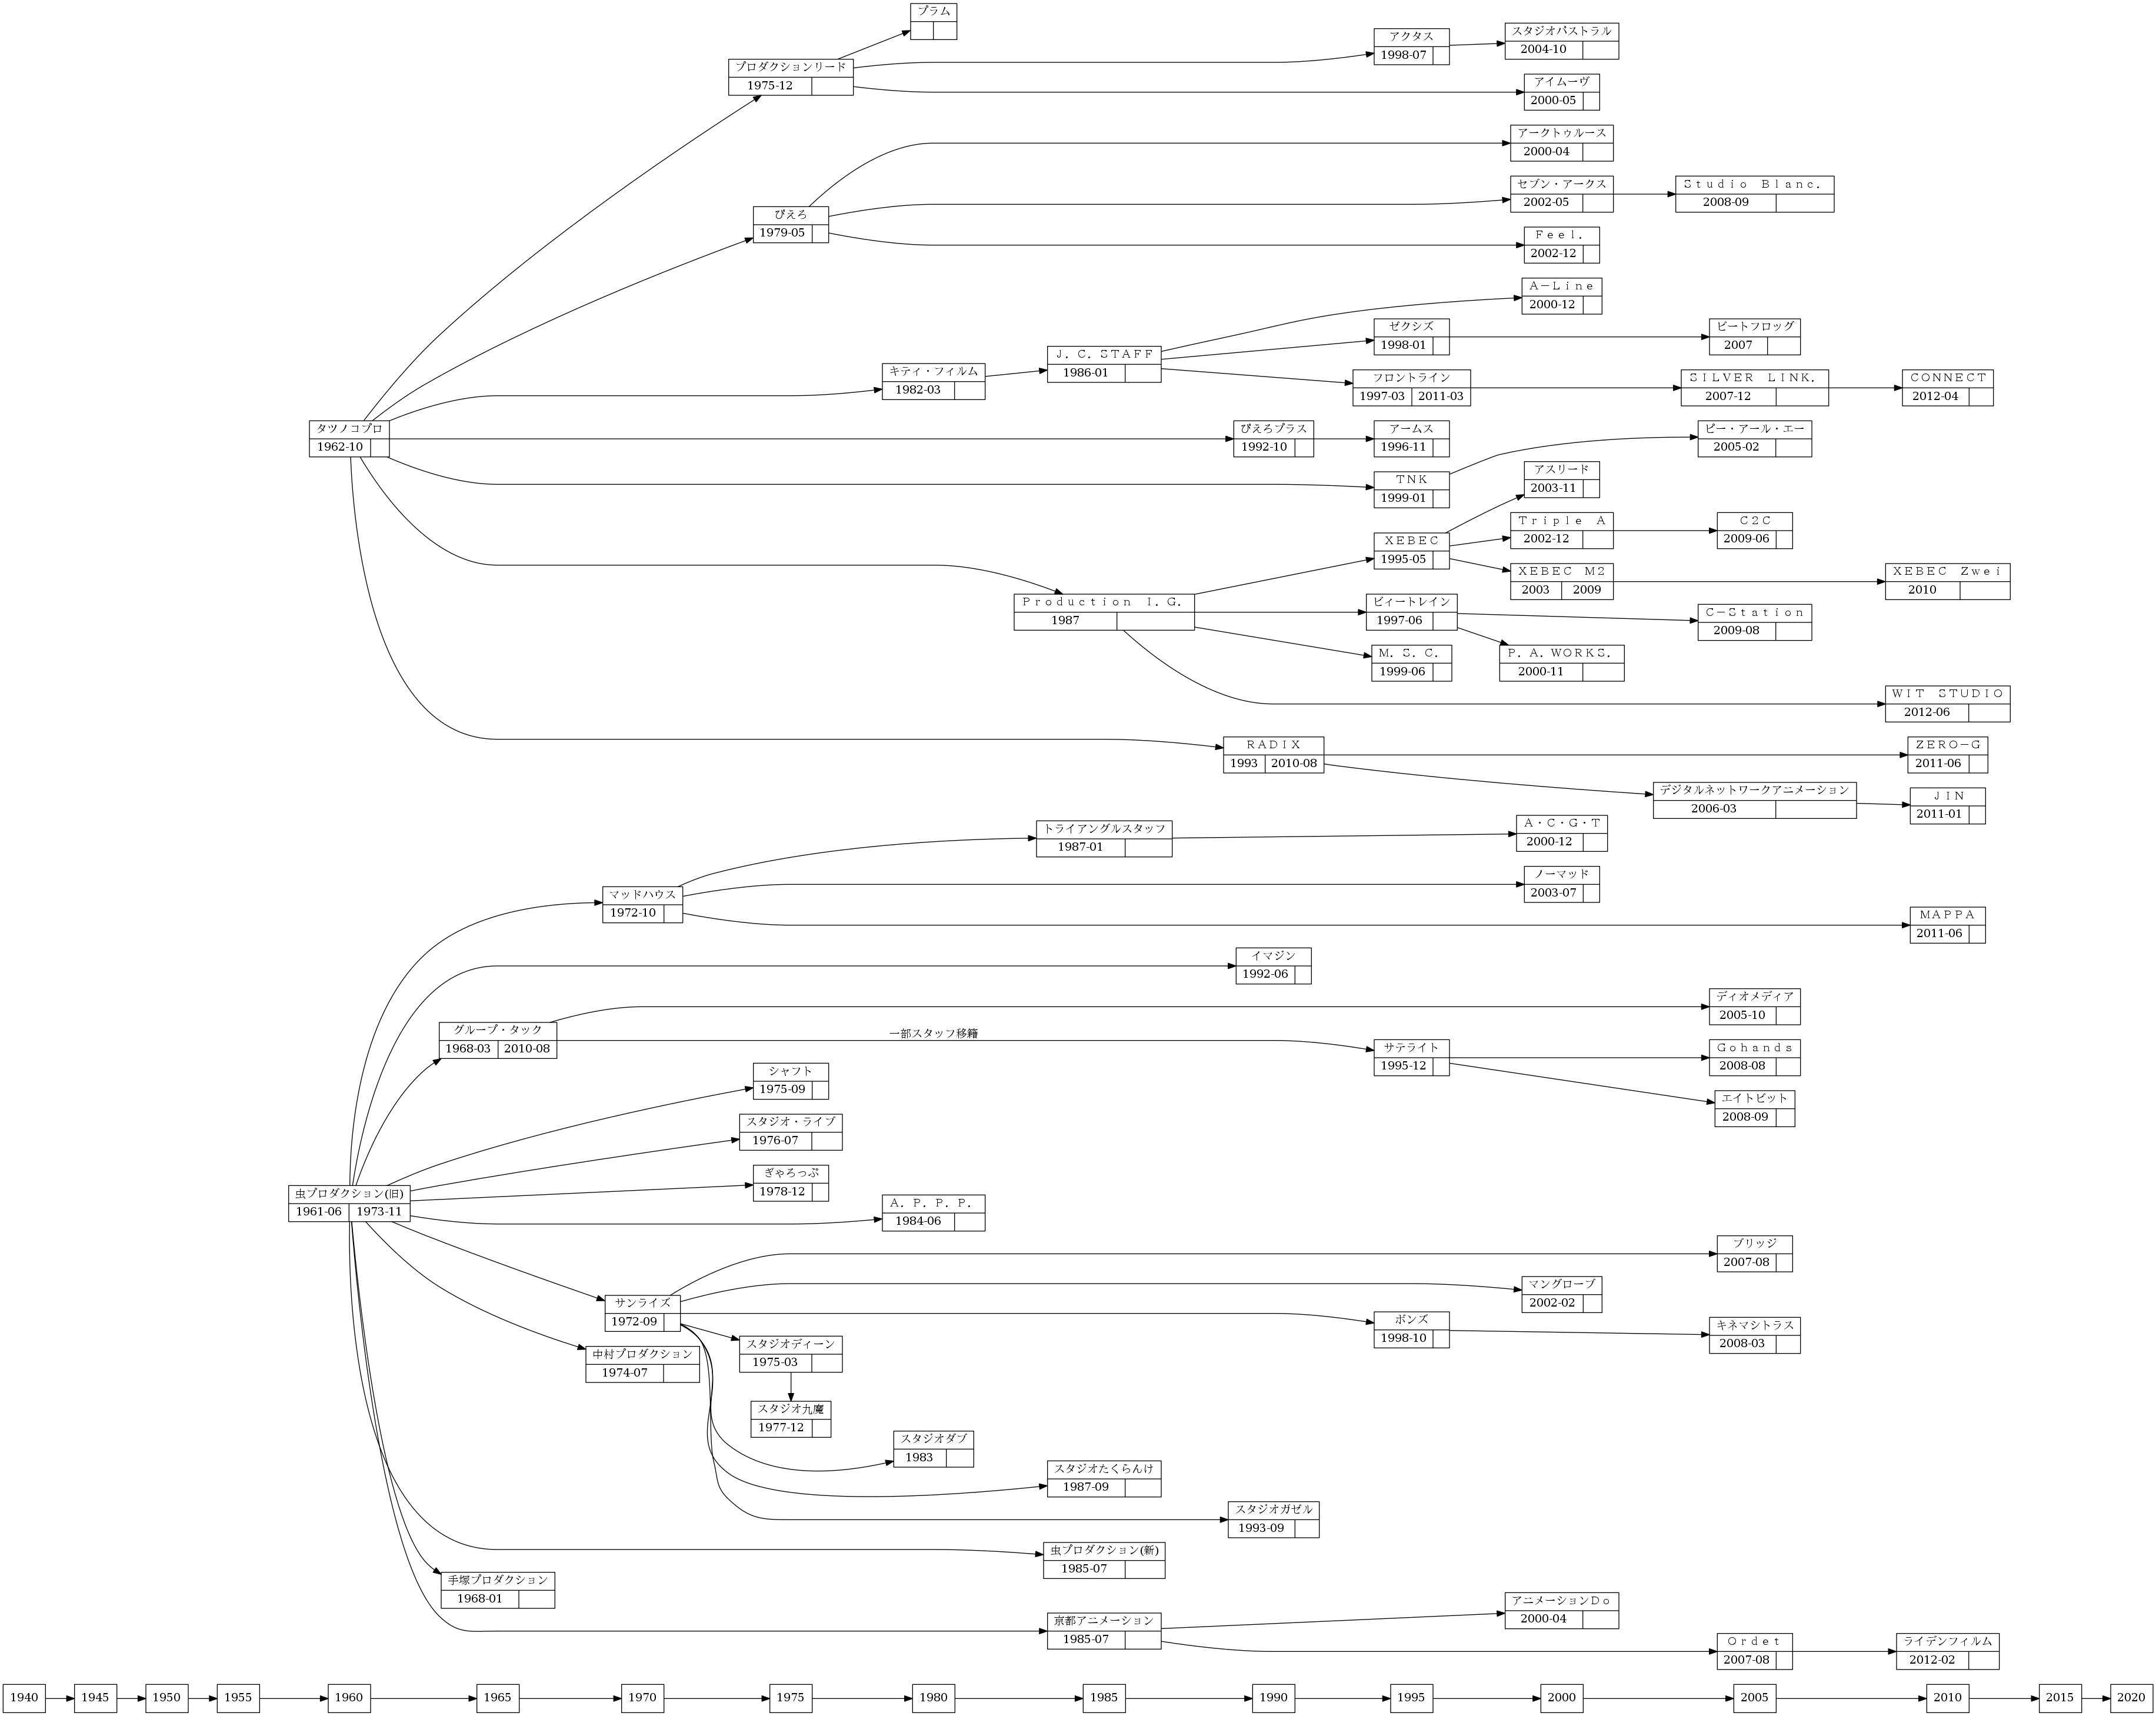 プラム
プロダクションリード
1975-12
アクタス
1998-07
スタジオパストラル
2004-10
アイムーヴ
2000-05
アークトゥルース
2000-04
ぴえろ
1979-05
セブン・アークス
2002-05
Ｓｔｕｄｉｏ　Ｂｌａｎｃ．
2008-09
Ｆｅｅｌ．
2002-12
Ａ－Ｌｉｎｅ
2000-12
ゼクシズ
1998-01
ビートフロッグ
2007
Ｊ．Ｃ．ＳＴＡＦＦ
1986-01
キティ・フィルム
1982-03
フロントライン
1997-03 2011-03
ＳＩＬＶＥＲ　ＬＩＮＫ．
2007-12
ＣＯＮＮＥＣＴ
2012-04
タツノコプロ
1962-10
ぴえろプラス
1992-10
アームス
1996-11
ピー・アール・エー
2005-02
ＴＮＫ
1999-01
アスリード
2003-11
ＸＥＢＥＣ
1995-05
Ｔｒｉｐｌｅ　Ａ
2002-12
Ｃ２Ｃ
2009-06
ＸＥＢＥＣ　Ｍ２
2003 2009
ＸＥＢＥＣ　Ｚｗｅｉ
2010
Ｐｒｏｄｕｃｔｉｏｎ　Ｉ．Ｇ．
1987
ビィートレイン
1997-06
Ｃ－Ｓｔａｔｉｏｎ
2009-08
Ｍ．Ｓ．Ｃ．
1999-06
Ｐ．Ａ．ＷＯＲＫＳ．
2000-11
ＷＩＴ　ＳＴＵＤＩＯ
2012-06
ＲＡＤＩＸ
1993 2010-08
ＺＥＲＯ－Ｇ
2011-06
デジタルネットワークアニメーション
2006-03
ＪＩＮ
2011-01
トライアングルスタッフ
1987-01
Ａ・Ｃ・Ｇ・Ｔ
2000-12
マッドハウス
1972-10
ノーマッド
2003-07
ＭＡＰＰＡ
2011-06
イマジン
1992-06
ディオメディア
2005-10
グループ・タック
1968-03 2010-08
一部スタッフ移籍
サテライト
1995-12
Ｇｏｈａｎｄｓ
2008-08
エイトビット
2008-09
シャフト
1975-09
スタジオ・ライブ
1976-07
ぎゃろっぷ
1978-12
虫プロダクション(旧)
1961-06 1973-11
Ａ．Ｐ．Ｐ．Ｐ．
1984-06
ブリッジ
2007-08
マングローブ
2002-02
サンライズ
1972-09
ボンズ
1998-10
キネマシトラス
2008-03
スタジオディーン
1975-03
中村プロダクション
1974-07
スタジオ九魔
1977-12
スタジオダブ
1983
スタジオたくらんけ
1987-09
スタジオガゼル
1993-09
虫プロダクション(新)
1985-07
手塚プロダクション
1968-01
アニメーションＤｏ
2000-04
京都アニメーション
1985-07
Ｏｒｄｅｔ
2007-08
ライデンフィルム
2012-02
1940 1945 1950 1955 1960 1965 1970 1975 1980 1985 1990 1995 2000 2005 2010 2015 2020